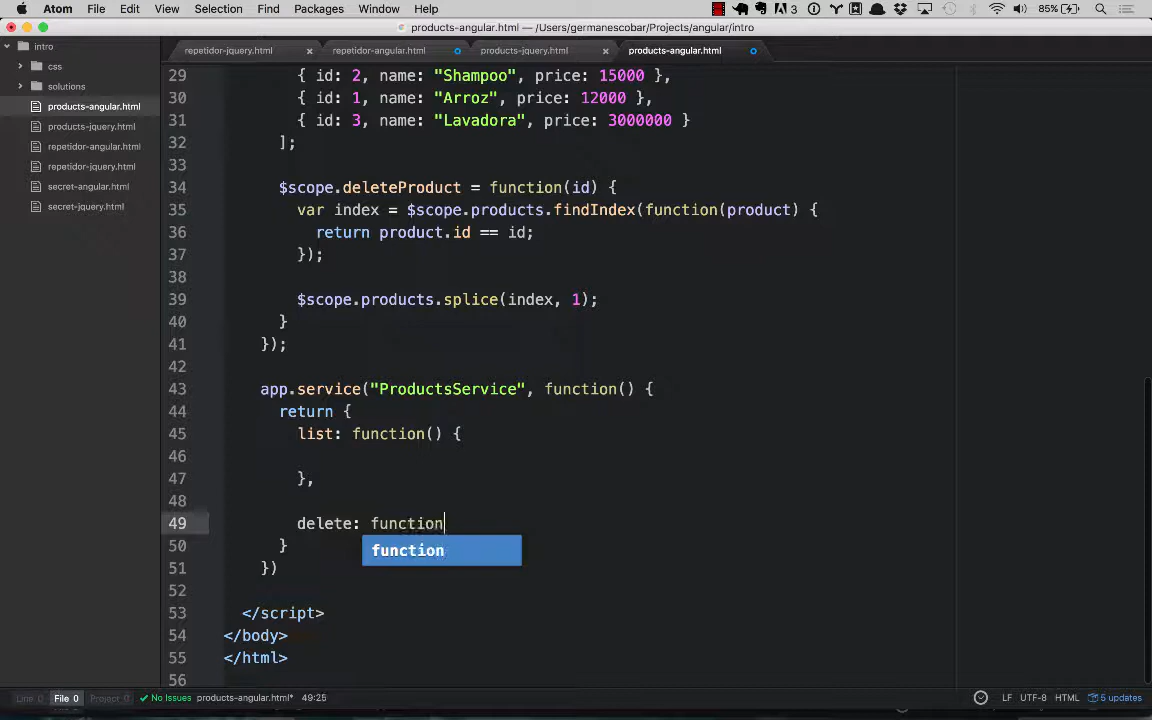 Atom File Edit View Selection Find Packages Window Help 3 85%
products-angular.html — /Users/germanescobar/Projects/angular/intro
intro
css
solutions
products-angular.html
products-jquery.html
repetidor-angular.html
repetidor-jquery.html
secret-angular.html
secret-jquery.html
repetidor-jquery.html repetidor-angular.html products-jquery.html products-angular.html
29 { id: 2, name: "Shampoo", price: 15000 },
30 { id: 1, name: "Arroz", price: 12000 },
31 { id: 3, name: "Lavadora", price: 3000000 }
32 ];
33
34 $scope.deleteProduct = function(id) {
35 var index = $scope.products.findIndex(function(product) {
36 return product.id == id;
37 });
38
39 $scope.products.splice(index, 1);
40 }
41 });
42
43 app.service("ProductsService", function() {
44 return {
45 list: function() {
46
47 },
48
49 delete: function
function
50 }
51 })
52
53 </script>
54 </body>
55 </html>
56
Line 0 File 0 Project 0 No Issues products-angular.html* 49:25 LF UTF-8 HTML 5 updates